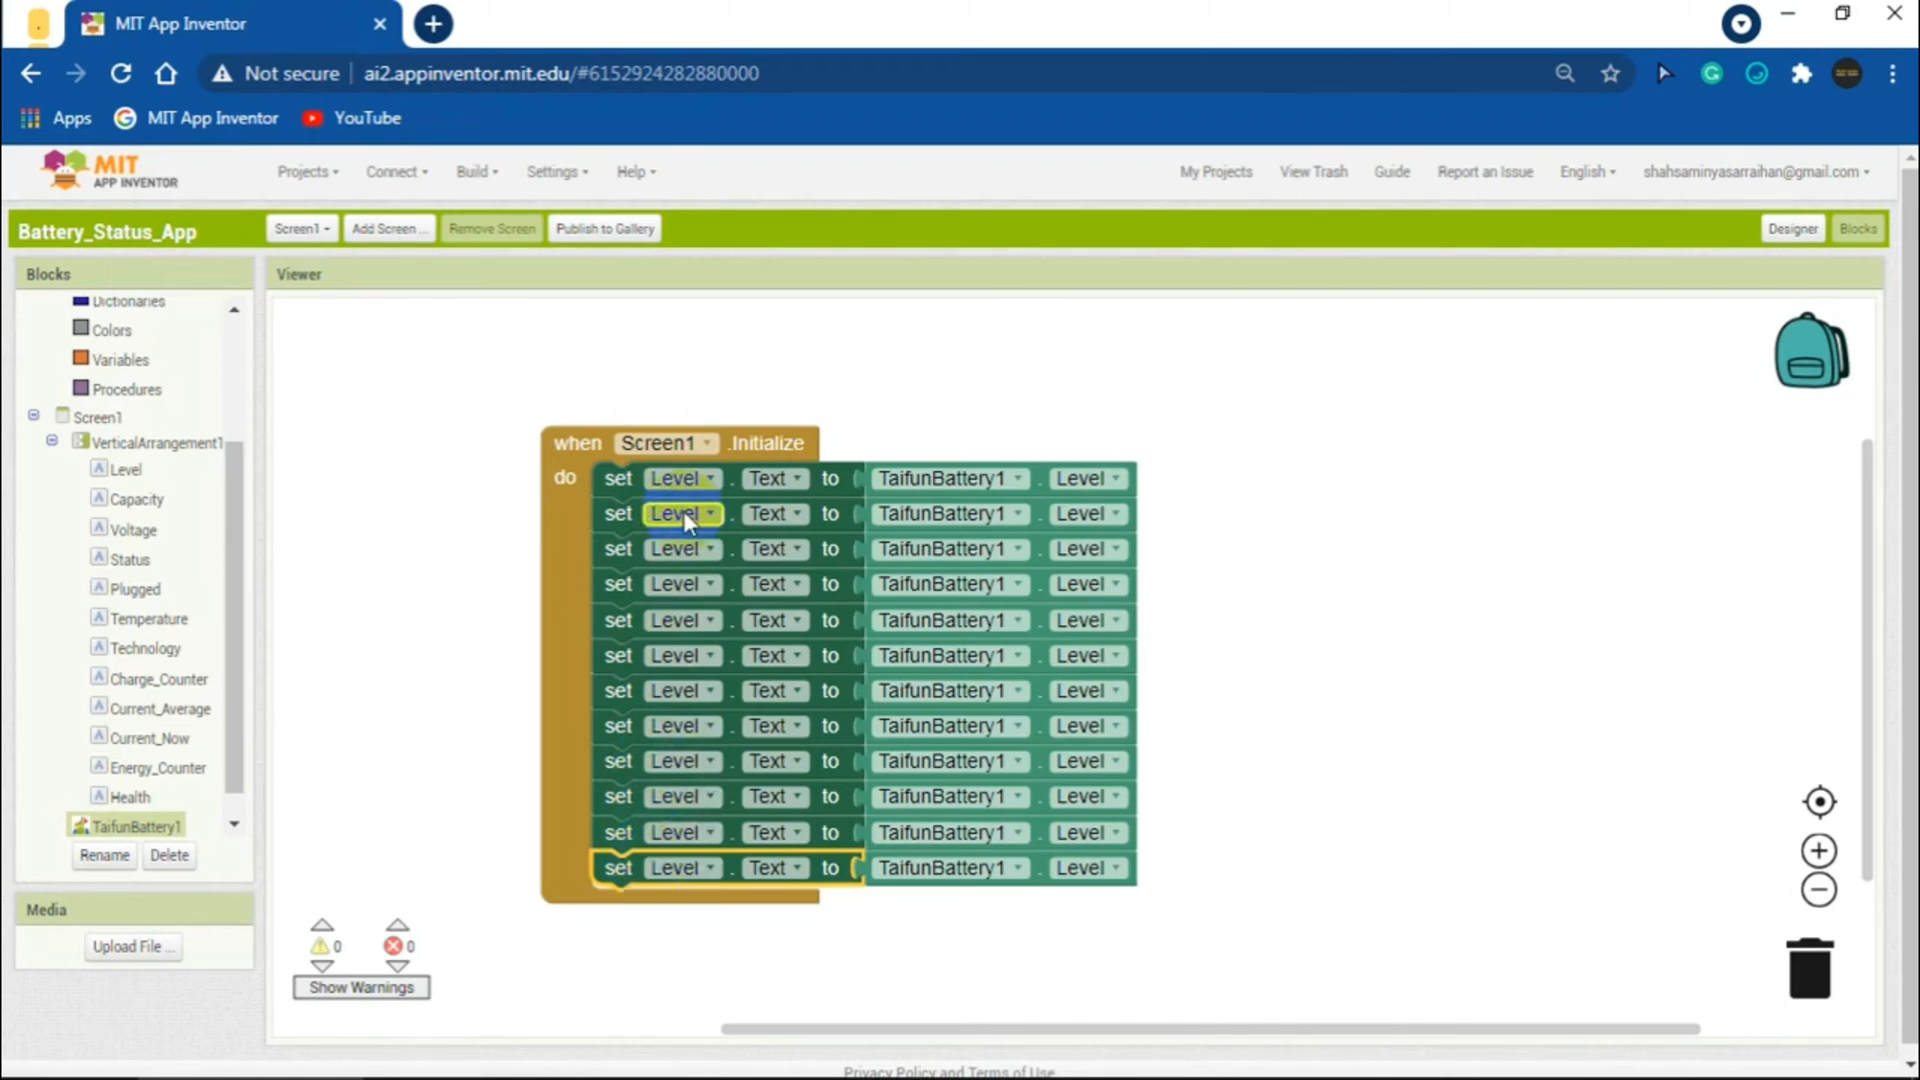 MIT App Inventor
Not secure ai2.appinventor.mit.edu/#6152924282880000
Apps MIT App Inventor YouTube
MIT
APP INVENTOR
Projects Connect Build Settings Help My Projects View Trash Guide Report an Issue English shahsaminyasarraihan@gmail.com
Battery_Status_App Screen1 Add Screen ... Remove Screen Publish to Gallery Designer Blocks
Blocks
Viewer
Dictionaries
Colors
Variables
Procedures
Screen1
VerticalArrangement1
A Level
A Capacity
A Voltage
A Status
A Plugged
A Temperature
A Technology
A Charge_Counter
A Current_Average
A Current_Now
A Energy_Counter
A Health
TaifunBattery1
Rename Delete
Media
Upload File ...
when Screen1 .Initialize
do set Level . Text to TaifunBattery1 . Level
set Level . Text to TaifunBattery1 . Level
set Level . Text to TaifunBattery1 . Level
set Level . Text to TaifunBattery1 . Level
set Level . Text to TaifunBattery1 . Level
set Level . Text to TaifunBattery1 . Level
set Level . Text to TaifunBattery1 . Level
set Level . Text to TaifunBattery1 . Level
set Level . Text to TaifunBattery1 . Level
set Level . Text to TaifunBattery1 . Level
set Level . Text to TaifunBattery1 . Level
set Level . Text to TaifunBattery1 . Level
0 0
Show Warnings
Privacy Policy and Terms of Use